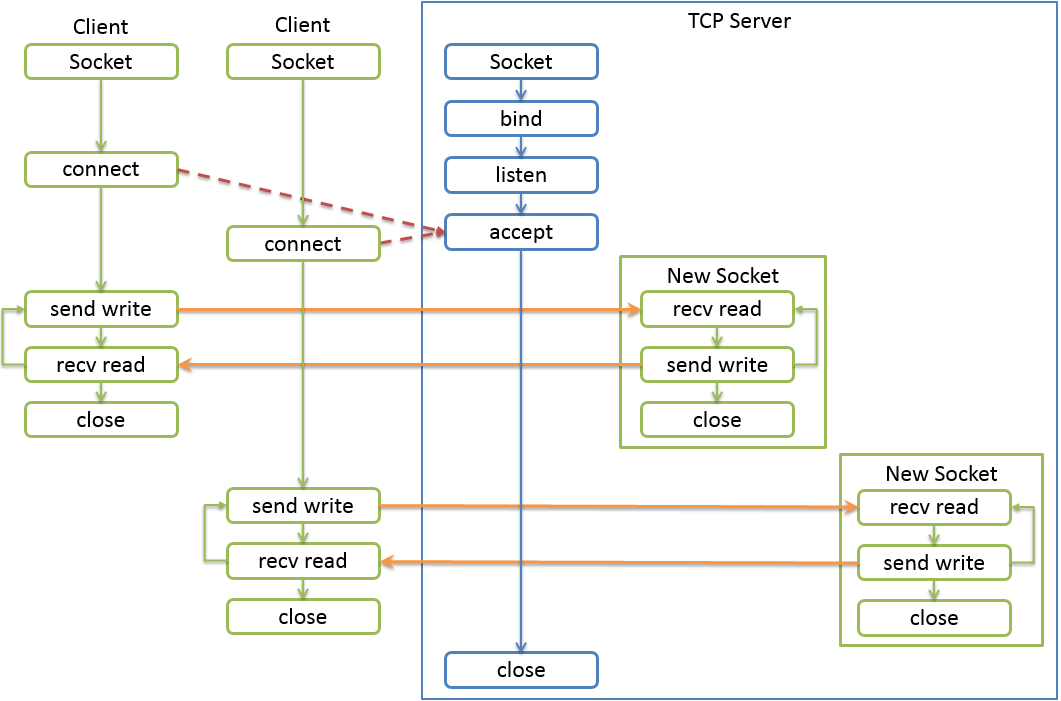 Client
Client
TCP Server
Socket
Socket
Socket
bind
connect
listen
accept
connect
New Socket
send write
recv read
recv read
send write
close
close
New Socket
send write
recv read
recv read
send write
close
close
close